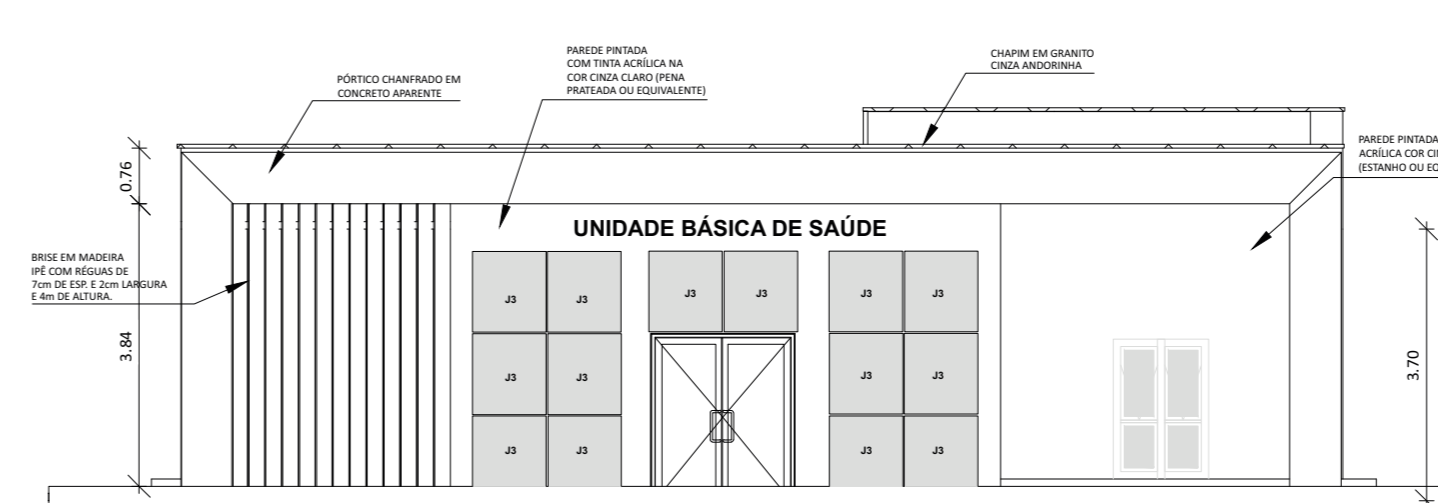 PAREDE PINTADA
COM TINTA ACRÍLICA NA
COR CINZA CLARO (PENA
PRATEADA OU EQUIVALENTE)
CHAPIM EM GRANITO
CINZA ANDORINHA
PÓRTICO CHANFRADO EM
CONCRETO APARENTE
PAREDE PINTADA
ACRÍLICA COR
(ESTANHO OU
0.76
UNIDADE BÁSICA DE SAÚDE
BRISE EM MADEIRA
IPÊ COM RÉGUAS DE
7cm DE ESP. E 2cm LARGURA
E 4m DE ALTURA.
J3 J3 J3 J3 J3 J3
3.84
3.70
J3 J3 J3 J3
J3 J3 J3 J3